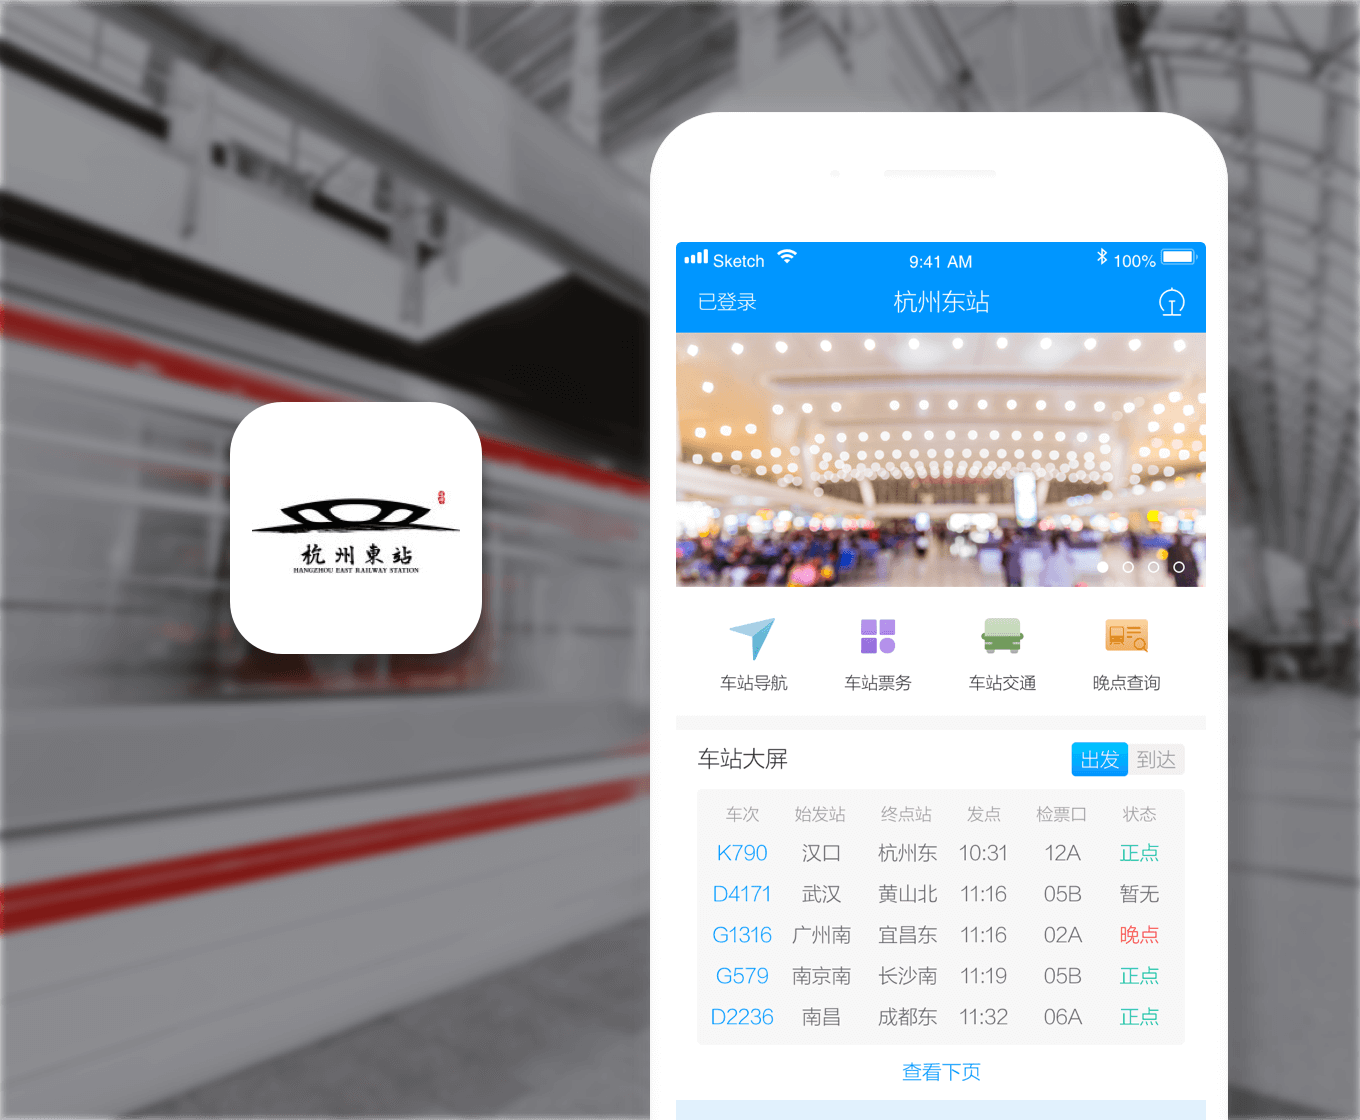 杭州東站
HANGZHOU EAST RAILWAY STATION
Sketch 9:41 AM 100%
已登录 杭州东站
车站导航 车站票务 车站交通 晚点查询
车站大屏 出发 到达
车次 始发站 终点站 发点 检票口 状态
K790 汉口 杭州东 10:31 12A 正点
D4171 武汉 黄山北 11:16 05B 暂无
G1316 广州南 宜昌东 11:16 02A 晚点
G579 南京南 长沙南 11:19 05B 正点
D2236 南昌 成都东 11:32 06A 正点
查看下页